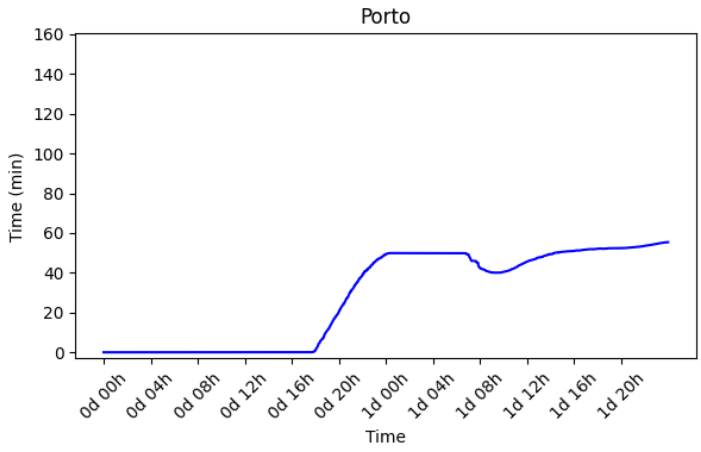 Porto
160
140
120
100
80
60
40
20
0
Time (min)
0d 00h
0d 04h
0d 08h
0d 12h
0d 16h
0d 20h
1d 00h
1d 04h
1d 08h
1d 12h
1d 16h
1d 20h
Time